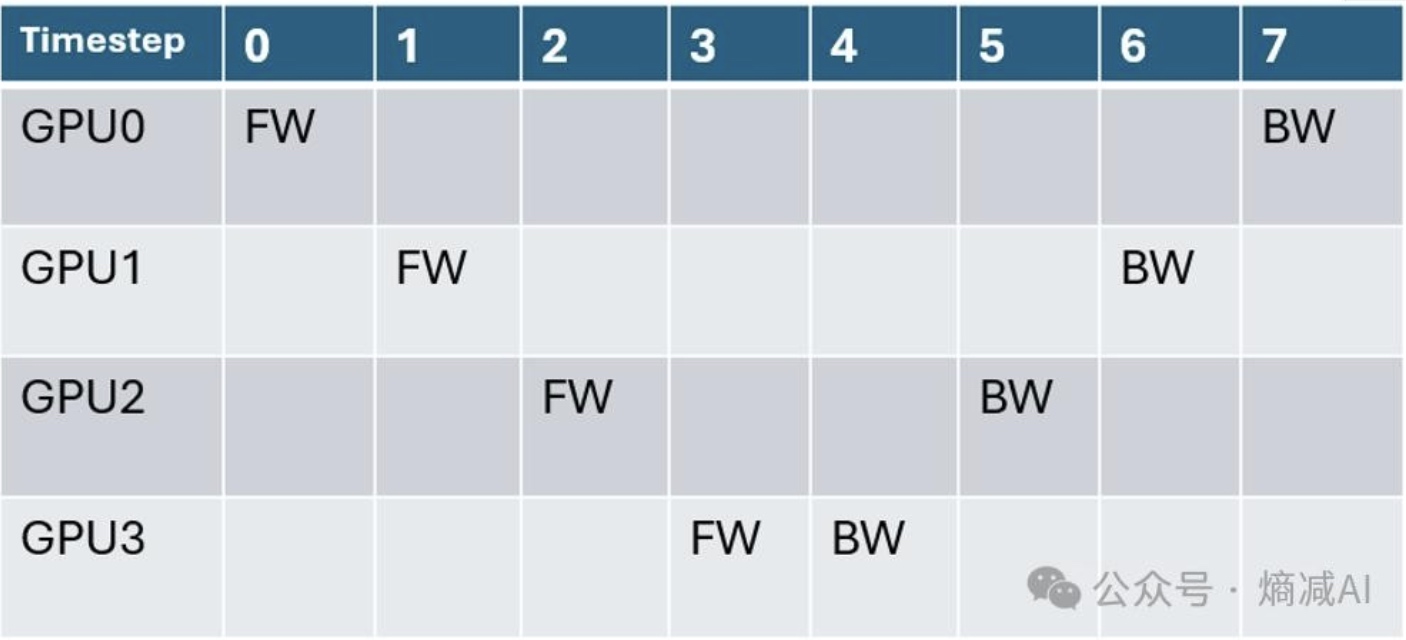 Timestep 0 1 2 3 4 5 6 7
GPU0 FW BW
GPU1 FW BW
GPU2 FW BW
GPU3 FW BW
公众号 · 熵减AI